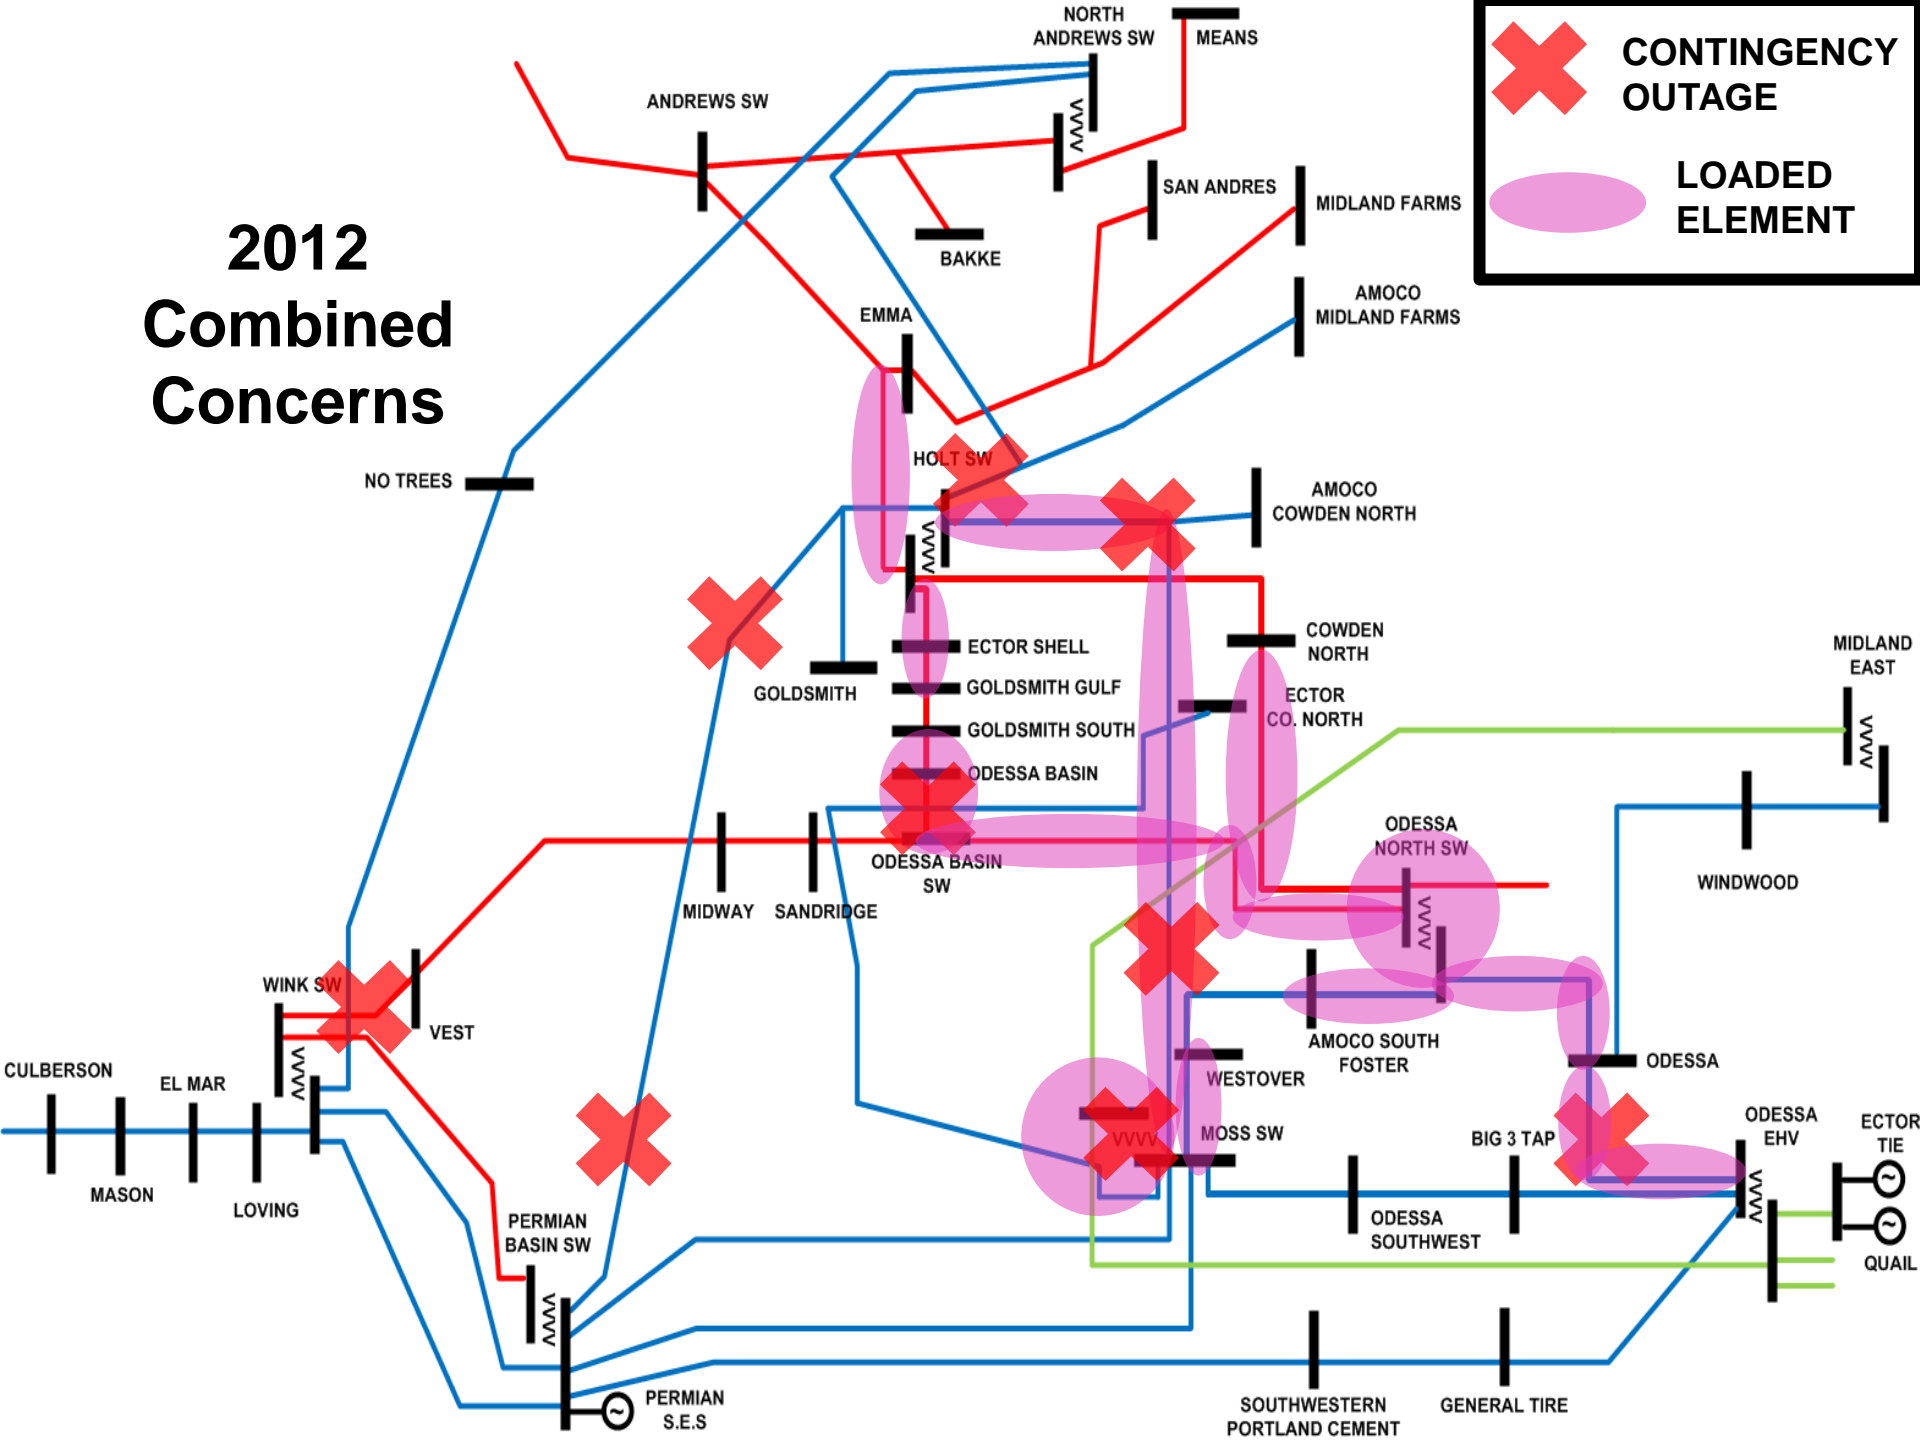 NORTH
ANDREWS SW
MEANS
CONTINGENCY
OUTAGE
LOADED
ELEMENT
ANDREWS SW
2012
Combined
Concerns
SAN ANDRES
MIDLAND FARMS
BAKKE
AMOCO
MIDLAND FARMS
EMMA
HOLT SW
NO TREES
AMOCO
COWDEN NORTH
COWDEN
NORTH
MIDLAND
EAST
ECTOR SHELL
GOLDSMITH
GOLDSMITH GULF
ECTOR
CO. NORTH
GOLDSMITH SOUTH
ODESSA BASIN
ODESSA
NORTH SW
ODESSA BASIN
SW
WINDWOOD
MIDWAY
SANDRIDGE
WINK SW
VEST
AMOCO SOUTH
FOSTER
ODESSA
WESTOVER
CULBERSON
EL MAR
MASON
LOVING
MOSS SW
BIG 3 TAP
ODESSA
EHV
ECTOR
TIE
ODESSA
SOUTHWEST
QUAIL
PERMIAN
BASIN SW
PERMIAN
S.E.S
SOUTHWESTERN
PORTLAND CEMENT
GENERAL TIRE